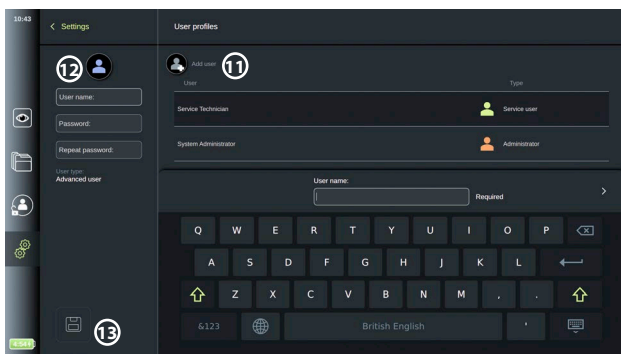 10:43
Settings
User profiles
12
11
Add user
User
Type
User name:
Service Technician
Service user
Password:
System Administrator
Administrator
Repeat password:
User type:
Advanced user
User name:
Required
Q W E R T Y U I O P
A S D F G H J K L
Z X C V B N M , .
&123
British English
'
13